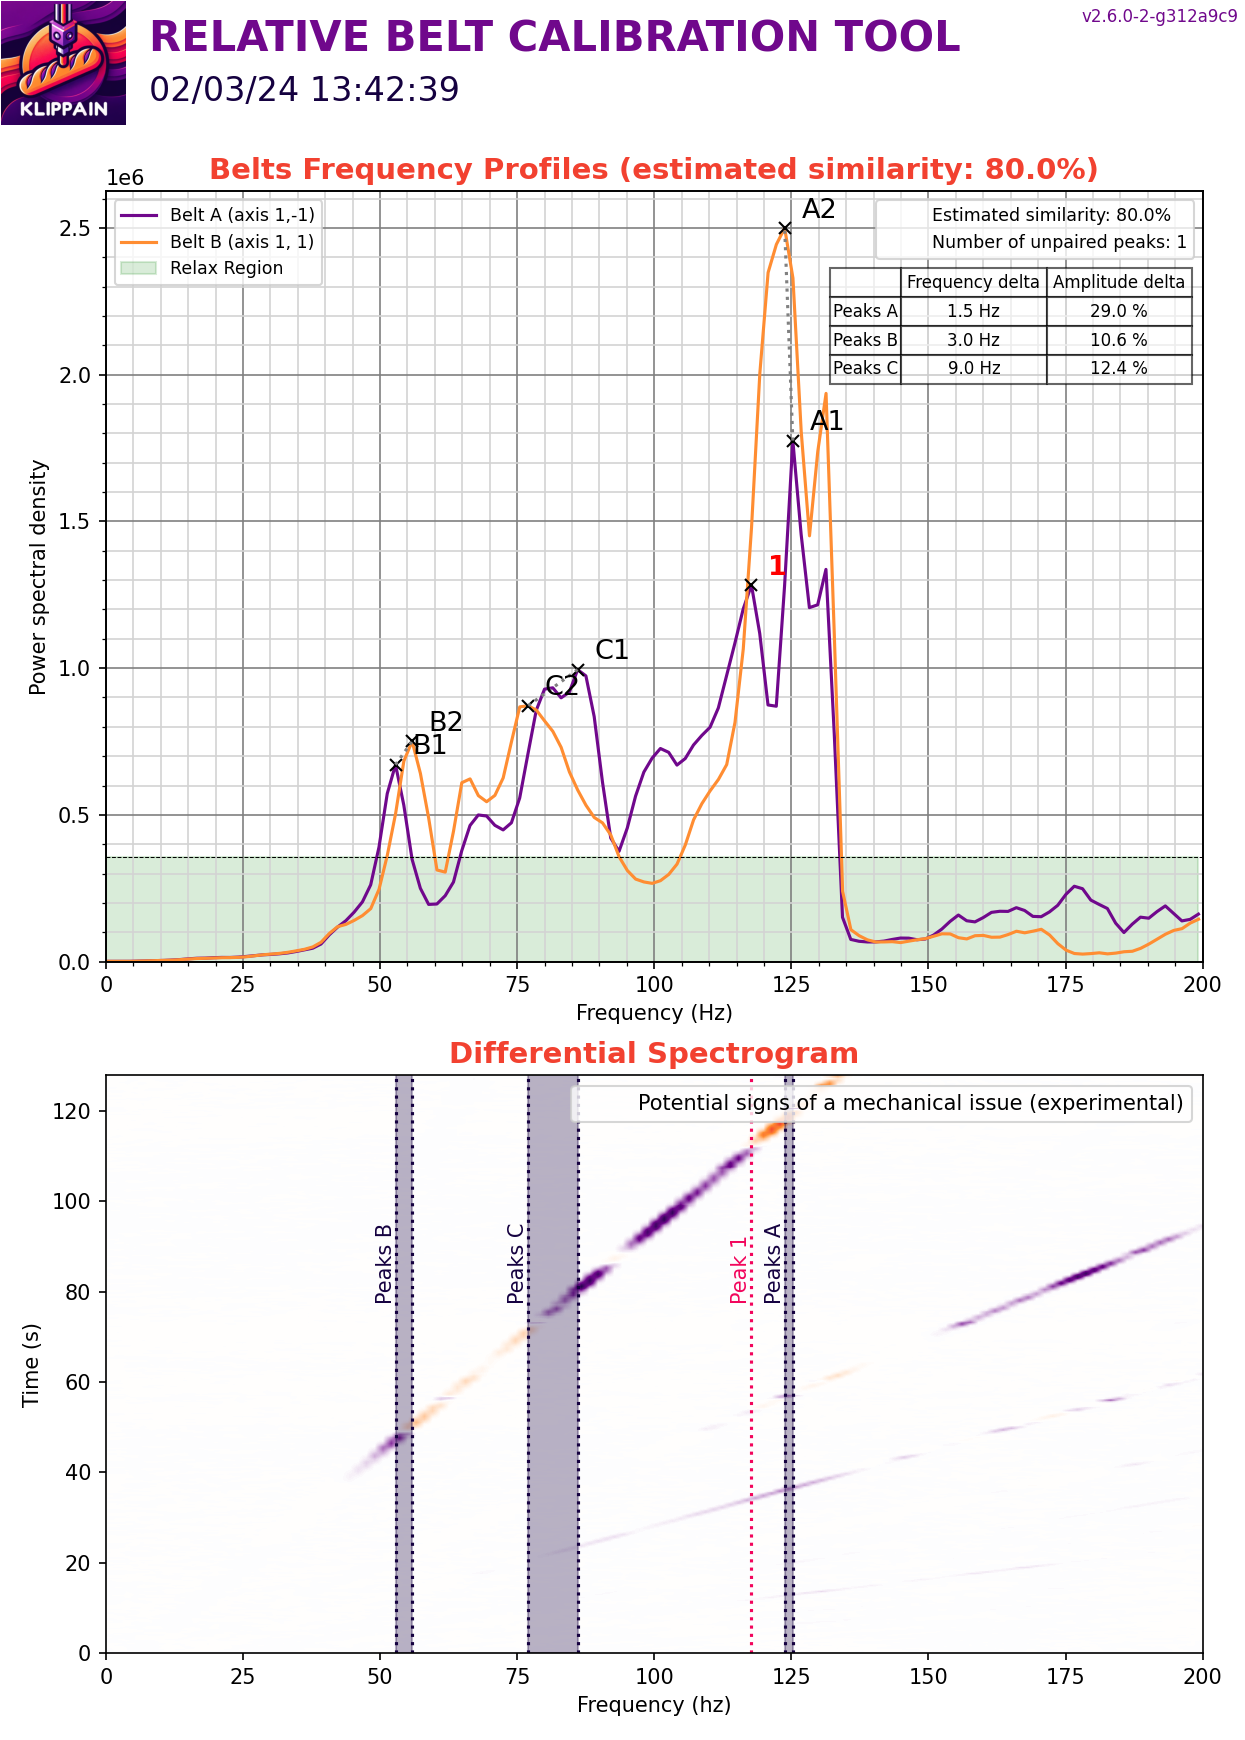 v2.6.0-2-g312a9c9
RELATIVE BELT CALIBRATION TOOL
02/03/24 13:42:39
KLIPPAIN
Belts Frequency Profiles (estimated similarity: 80.0%)
1e6
Belt A (axis 1,-1)
Belt B (axis 1, 1)
Relax Region
Estimated similarity: 80.0%
Number of unpaired peaks: 1
Frequency delta Amplitude delta
Peaks A 1.5 Hz 29.0 %
Peaks B 3.0 Hz 10.6 %
Peaks C 9.0 Hz 12.4 %
A2
A1
1
C1
C2
B2
B1
Power spectral density
2.5
2.0
1.5
1.0
0.5
0.0
0 25 50 75 100 125 150 175 200
Frequency (Hz)
Differential Spectrogram
Potential signs of a mechanical issue (experimental)
Peaks B
Peaks C
Peak 1
Peaks A
Time (s)
120
100
80
60
40
20
0
0 25 50 75 100 125 150 175 200
Frequency (hz)